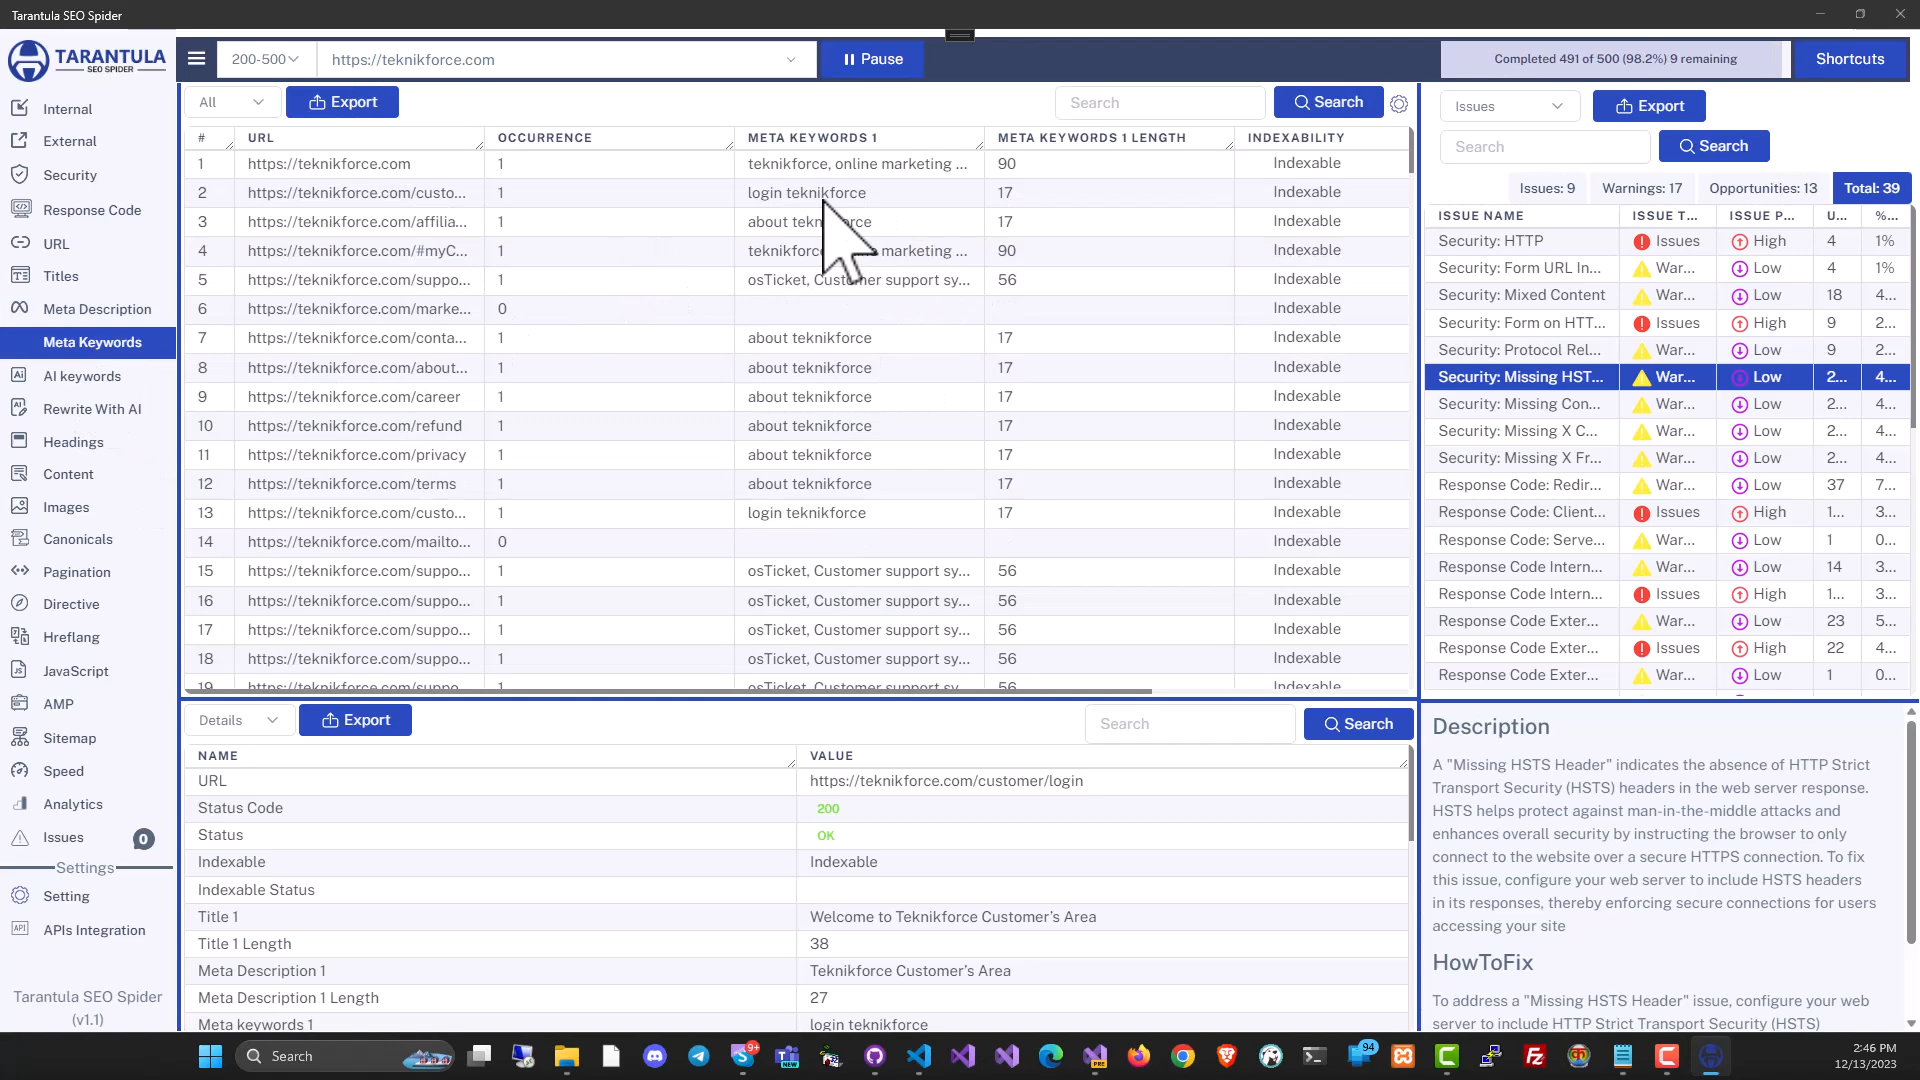 Tarantula SEO Spider
TARANTULA
SEO SPIDER
200-500
https://teknikforce.com
Pause
Completed 491 of 500 (98.2%) 9 remaining
Shortcuts
Internal
External
Security
Response Code
URL
Titles
Meta Description
Meta Keywords
AI keywords
Rewrite With AI
Headings
Content
Images
Canonicals
Pagination
Directive
Hreflang
JavaScript
AMP
Sitemap
Speed
Analytics
Issues 0
Settings
Setting
APIs Integration
Tarantula SEO Spider
(v1.1)
All
Export
Search
Search
# URL OCCURRENCE META KEYWORDS 1 META KEYWORDS 1 LENGTH INDEXABILITY
1 https://teknikforce.com 1 teknikforce, online marketing ... 90 Indexable
2 https://teknikforce.com/custo... 1 login teknikforce 17 Indexable
3 https://teknikforce.com/affilia... 1 about 17 Indexable
4 https://teknikforce.com/#myC... 1 marketing ... 90 Indexable
5 https://teknikforce.com/suppo... 1 osTicket, Customer support sy... 56 Indexable
6 https://teknikforce.com/marke... 0 Indexable
7 https://teknikforce.com/conta... 1 about teknikforce 17 Indexable
8 https://teknikforce.com/about... 1 about teknikforce 17 Indexable
9 https://teknikforce.com/career 1 about teknikforce 17 Indexable
10 https://teknikforce.com/refund 1 about teknikforce 17 Indexable
11 https://teknikforce.com/privacy 1 about teknikforce 17 Indexable
12 https://teknikforce.com/terms 1 about teknikforce 17 Indexable
13 https://teknikforce.com/custo... 1 login teknikforce 17 Indexable
14 https://teknikforce.com/mailto... 0 Indexable
15 https://teknikforce.com/suppo... 1 osTicket, Customer support sy... 56 Indexable
16 https://teknikforce.com/suppo... 1 osTicket, Customer support sy... 56 Indexable
17 https://teknikforce.com/suppo... 1 osTicket, Customer support sy... 56 Indexable
18 https://teknikforce.com/suppo... 1 osTicket, Customer support sy... 56 Indexable
19 https://teknikforce.com/suppo... 1 osTicket, Customer support sy... 56 Indexable
Details
Export
Search
Search
NAME VALUE
URL https://teknikforce.com/customer/login
Status Code 200
Status OK
Indexable Indexable
Indexable Status
Title 1 Welcome to Teknikforce Customer's Area
Title 1 Length 38
Meta Description 1 Teknikforce Customer's Area
Meta Description 1 Length 27
Meta keywords 1 login teknikforce
Issues
Export
Search
Search
Issues: 9 Warnings: 17 Opportunities: 13 Total: 39
ISSUE NAME ISSUE T... ISSUE P... U... %...
Security: HTTP Issues High 4 1%
Security: Form URL In... War... Low 4 1%
Security: Mixed Content War... Low 18 4...
Security: Form on HTT... Issues High 9 2...
Security: Protocol Rel... War... Low 9 2...
Security: Missing HST... War... Low 2... 4...
Security: Missing Con... War... Low 2... 4...
Security: Missing X C... War... Low 2... 4...
Security: Missing X Fr... War... Low 2... 4...
Response Code: Redir... War... Low 37 7...
Response Code: Client... Issues High 1... 3...
Response Code: Serve... War... Low 1 0...
Response Code Intern... War... Low 14 3...
Response Code Intern... Issues High 1... 3...
Response Code Exter... War... Low 23 5...
Response Code Exter... Issues High 22 4...
Response Code Exter... War... Low 1 0...
Description
A "Missing HSTS Header" indicates the absence of HTTP Strict
Transport Security (HSTS) headers in the web server response.
HSTS helps protect against man-in-the-middle attacks and
enhances overall security by instructing the browser to only
connect to the website over a secure HTTPS connection. To fix
this issue, configure your web server to include HSTS headers
in its responses, thereby enforcing secure connections for users
accessing your site
HowToFix
To address a "Missing HSTS Header" issue, configure your web
server to include HTTP Strict Transport Security (HSTS)
Search
9+
NEW
PRE
94
2:46 PM
12/13/2023